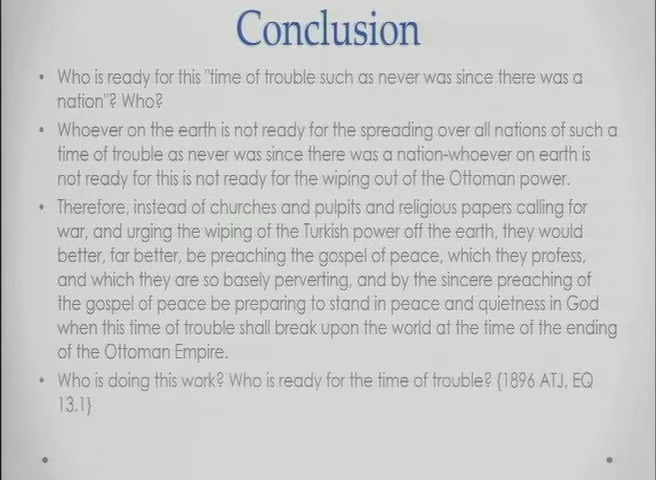 Conclusion
• Who is ready for this "time of trouble such as never was since there was a
nation"? Who?
• Whoever on the earth is not ready for the spreading over all nations of such a
time of trouble as never was since there was a nation-whoever on earth is
not ready for this is not ready for the wiping out of the Ottoman power.
• Therefore, instead of churches and pulpits and religious papers calling for
war, and urging the wiping of the Turkish power off the earth, they would
better, far better, be preaching the gospel of peace, which they profess,
and which they are so basely perverting, and by the sincere preaching of
the gospel of peace be preparing to stand in peace and quietness in God
when this time of trouble shall break upon the world at the time of the ending
of the Ottoman Empire.
• Who is doing this work? Who is ready for the time of trouble? {1896 ATJ, EQ
13.1}